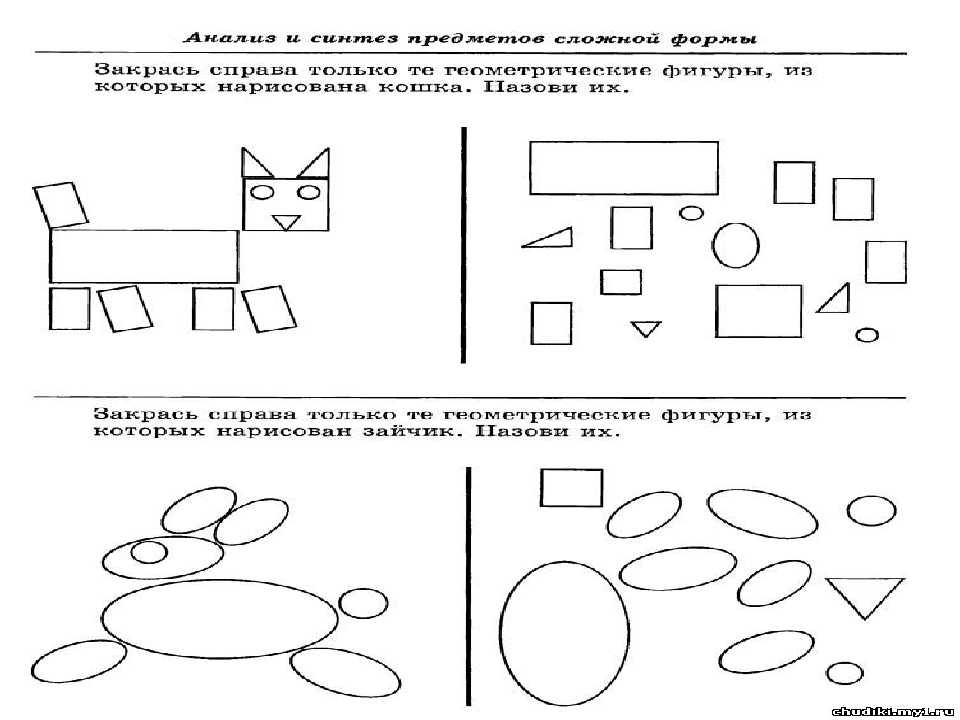 Анализ и синтез предметов сложной формы
Закрась справа только те геометрические фигуры, из
которых нарисована кошка. Назови их.
Закрась справа только те геометрические фигуры, из
которых нарисован зайчик. Назови их.
chudiki.my1.ru